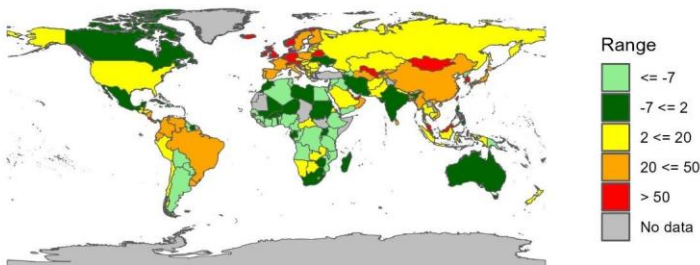 Range
<= -7
-7 <= 2
2 <= 20
20 <= 50
> 50
No data